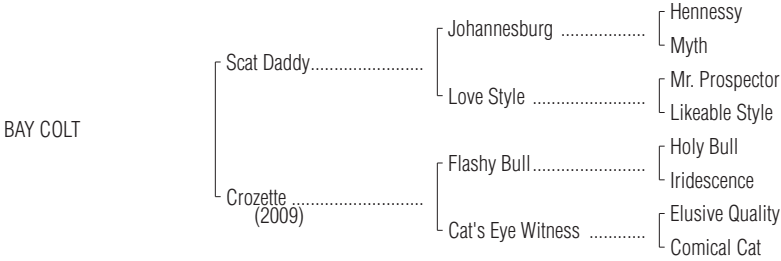 Hennessy
Johannesburg ..................
Myth
Scat Daddy........................
Mr. Prospector
Love Style ........................
Likeable Style
BAY COLT
Holy Bull
Flashy Bull........................
Iridescence
Crozette ............................
(2009)
Elusive Quality
Cat's Eye Witness ............
Comical Cat